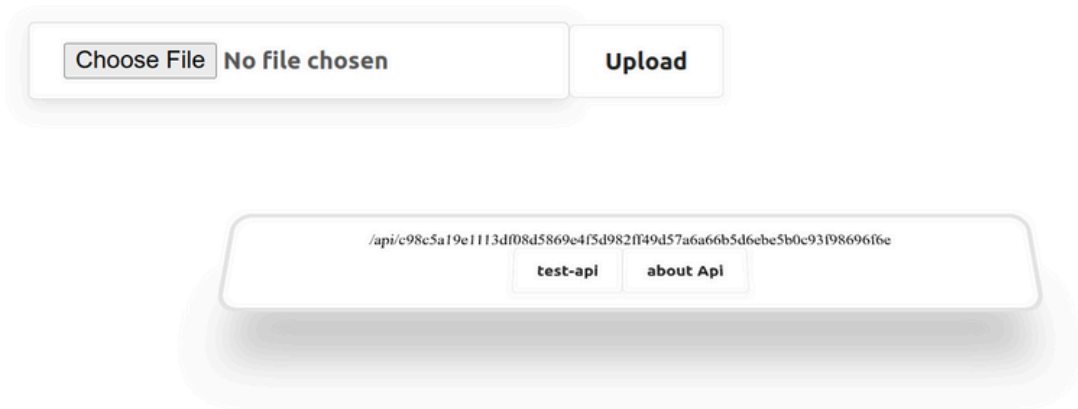 Choose File No file chosen Upload
/api/c98c5a19e1113df08d5869e4f5d982ff49d57a6a66b5d6ebe5b0c93f98696f6e
test-api about Api